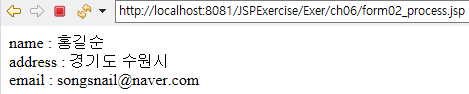 http://localhost:8081/JSPExercise/Exer/ch06/form02_process.jsp
name : 홍길순
address : 경기도 수원시
email : songsnail@naver.com